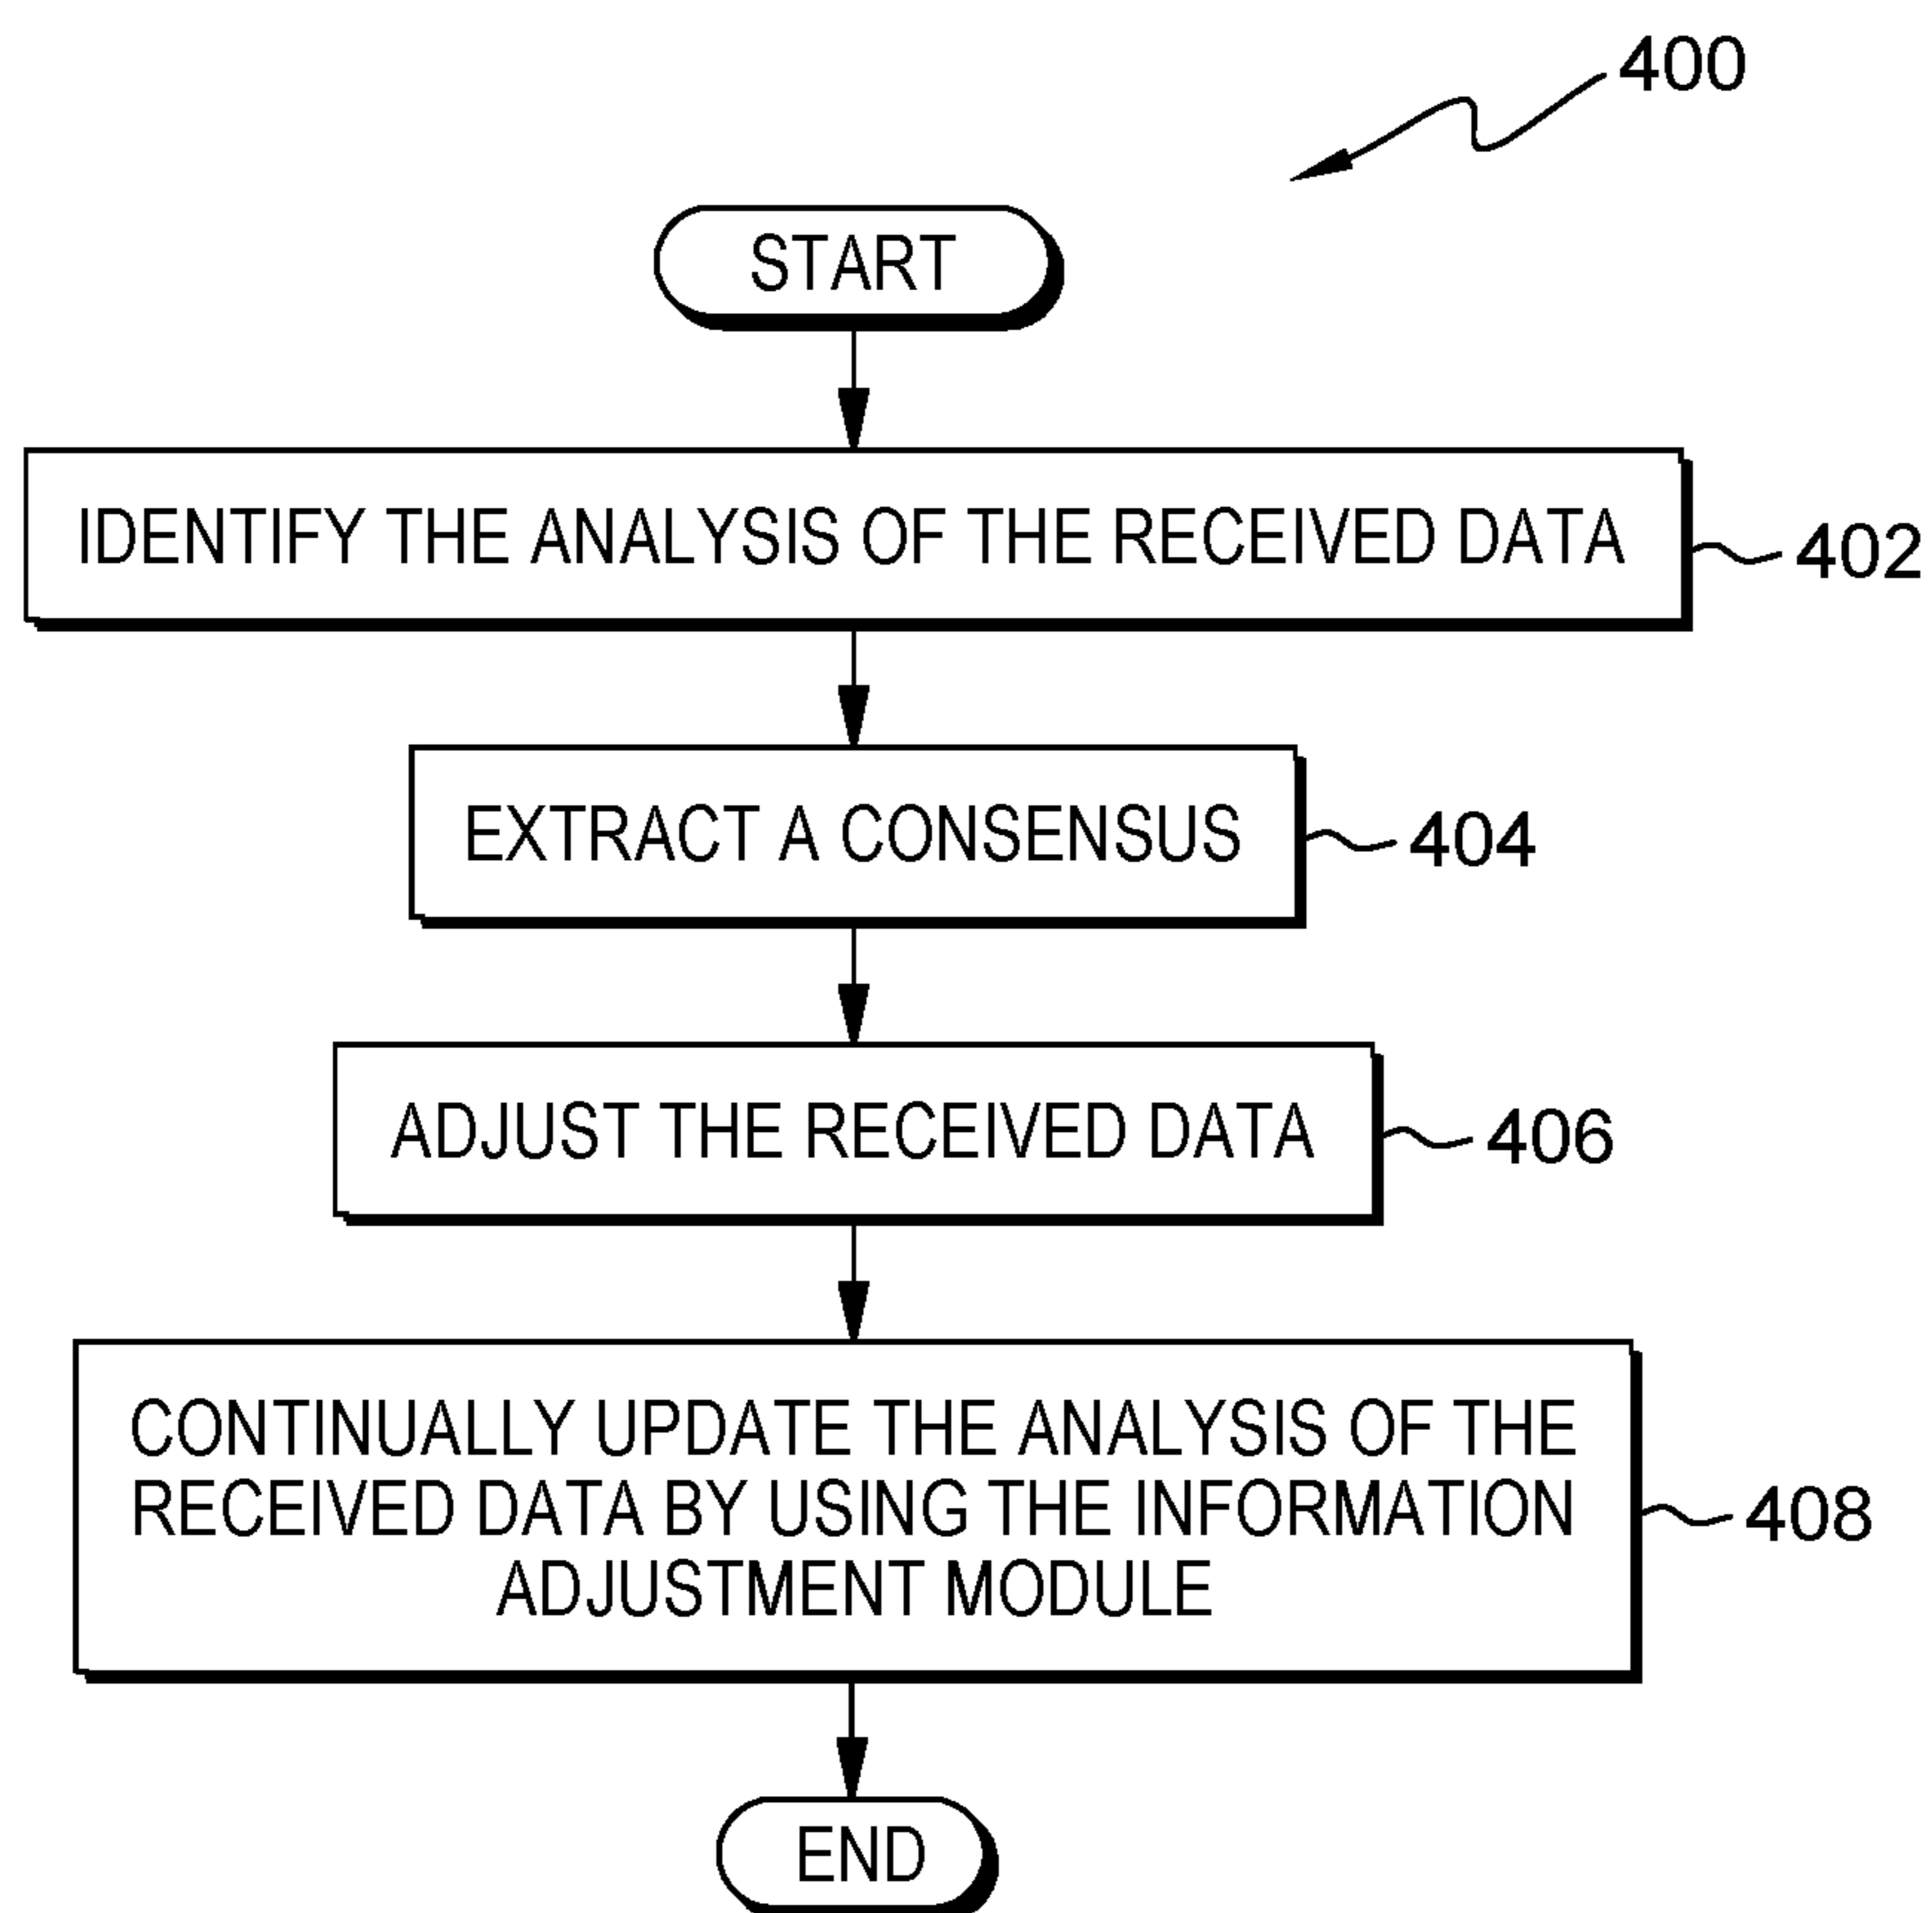 400
START
IDENTIFY THE ANALYSIS OF THE RECEIVED DATA
402
EXTRACT A CONSENSUS
404
ADJUST THE RECEIVED DATA
406
CONTINUALLY UPDATE THE ANALYSIS OF THE
RECEIVED DATA BY USING THE INFORMATION
ADJUSTMENT MODULE
408
END